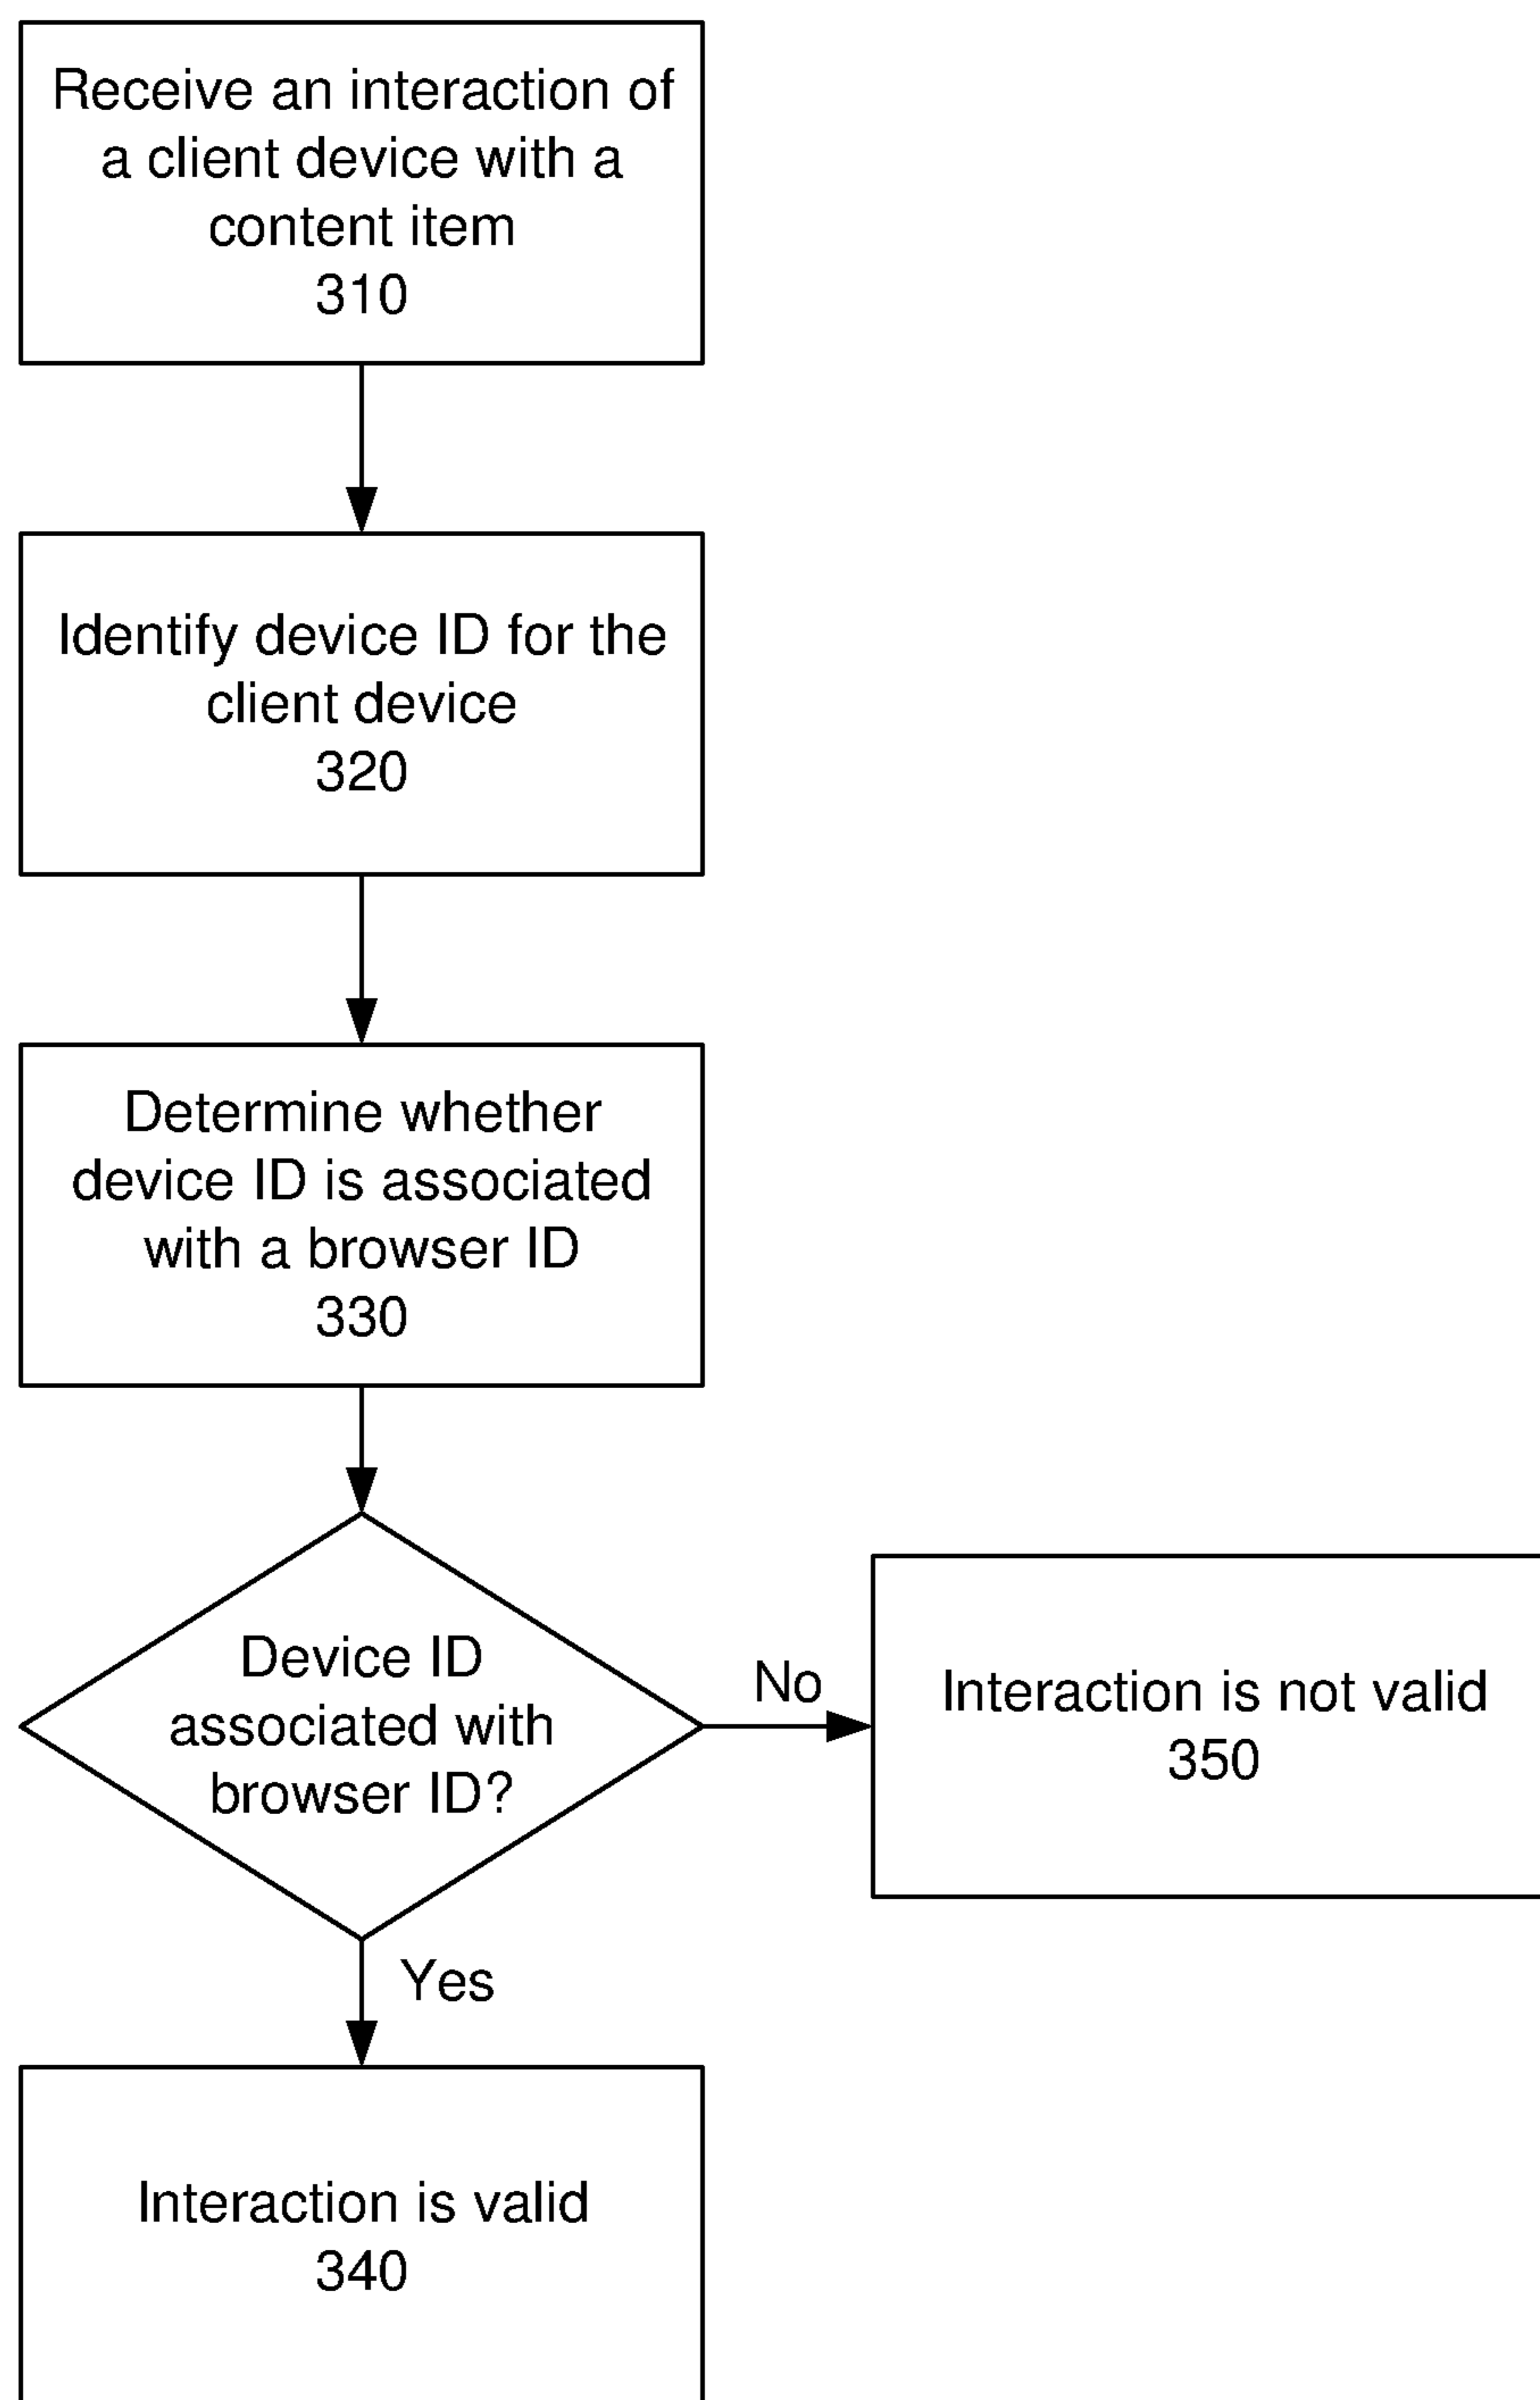 Receive an interaction of
a client device with a
content item
310
Identify device ID for the
client device
320
Determine whether
device ID is associated
with a browser ID
330
Device ID
associated with
browser ID?
No
Interaction is not valid
350
Yes
Interaction is valid
340